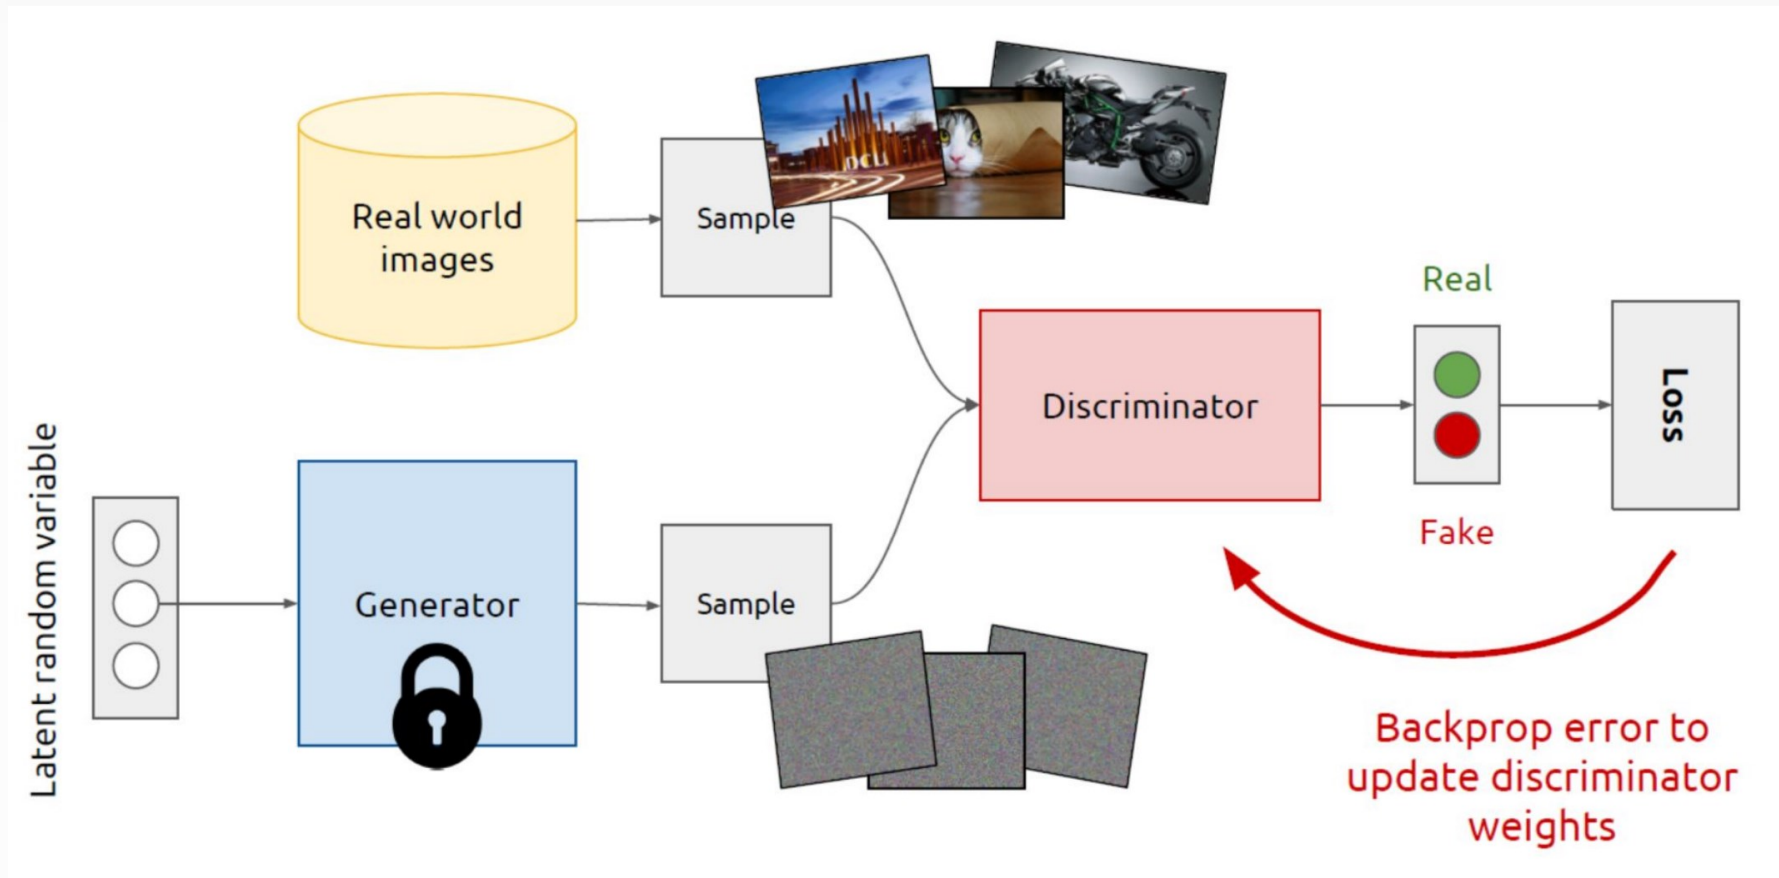 DCU
Real world
images
Sample
Real
Discriminator
Loss
Fake
Latent random variable
Generator
Sample
Backprop error to
update discriminator
weights